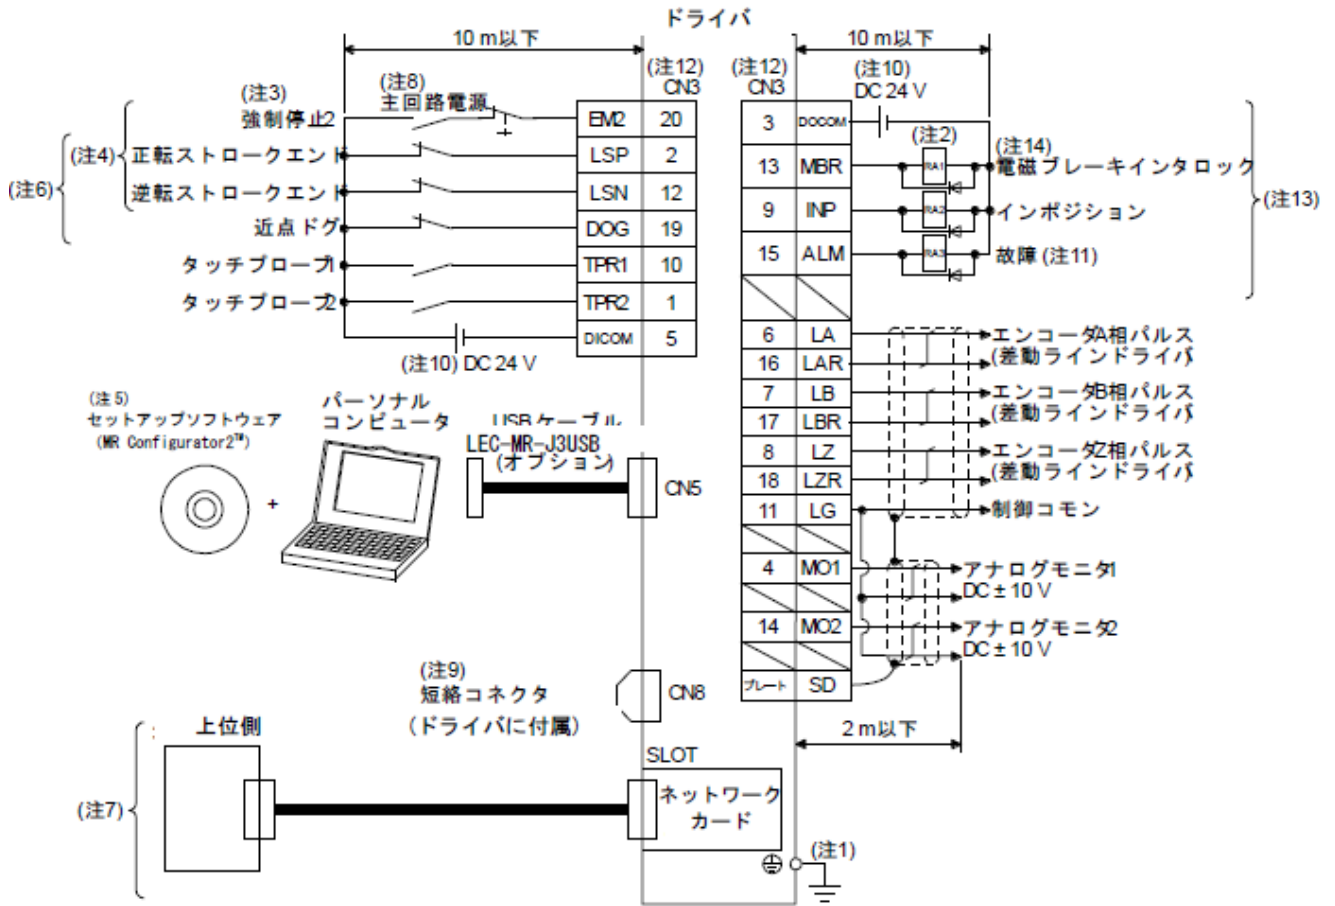 ドライバ
10 m以下
10 m以下
(注12)
CN3
(注12)
CN3
(注10)
DC 24 V
(注3)
強制停止2
(注8)
主回路電源
EM2 20
(注4)
正転ストロークエンド
LSP 2
(注6)
逆転ストロークエンド
LSN 12
近点ドグ
DOG 19
タッチプローブ1
TPR1 10
タッチプローブ2
TPR2 1
DICOM 5
(注10) DC 24 V
3 DOCOM
(注2)
(注14)
13 MBR
RA1
電磁ブレーキインタロック
(注13)
9 INP
RA2
インポジション
15 ALM
RA3
故障 (注11)
6 LA
エンコーダA相パルス
(差動ラインドライバ)
16 LAR
7 LB
エンコーダB相パルス
(差動ラインドライバ)
17 LBR
8 LZ
エンコーダZ相パルス
(差動ラインドライバ)
18 LZR
11 LG
制御コモン
4 MO1
アナログモニタ1
DC ± 10 V
14 MO2
アナログモニタ2
DC ± 10 V
プレート SD
2 m以下
(注 5)
セットアップソフトウェア
(MR Configurator2™)
+
パーソナル
コンピュータ
USBケーブル
LEC-MR-J3USB
(オプション)
CN5
(注9)
短絡コネクタ
(ドライバに付属)
CN8
(注7)
上位側
SLOT
ネットワーク
カード
(注1)